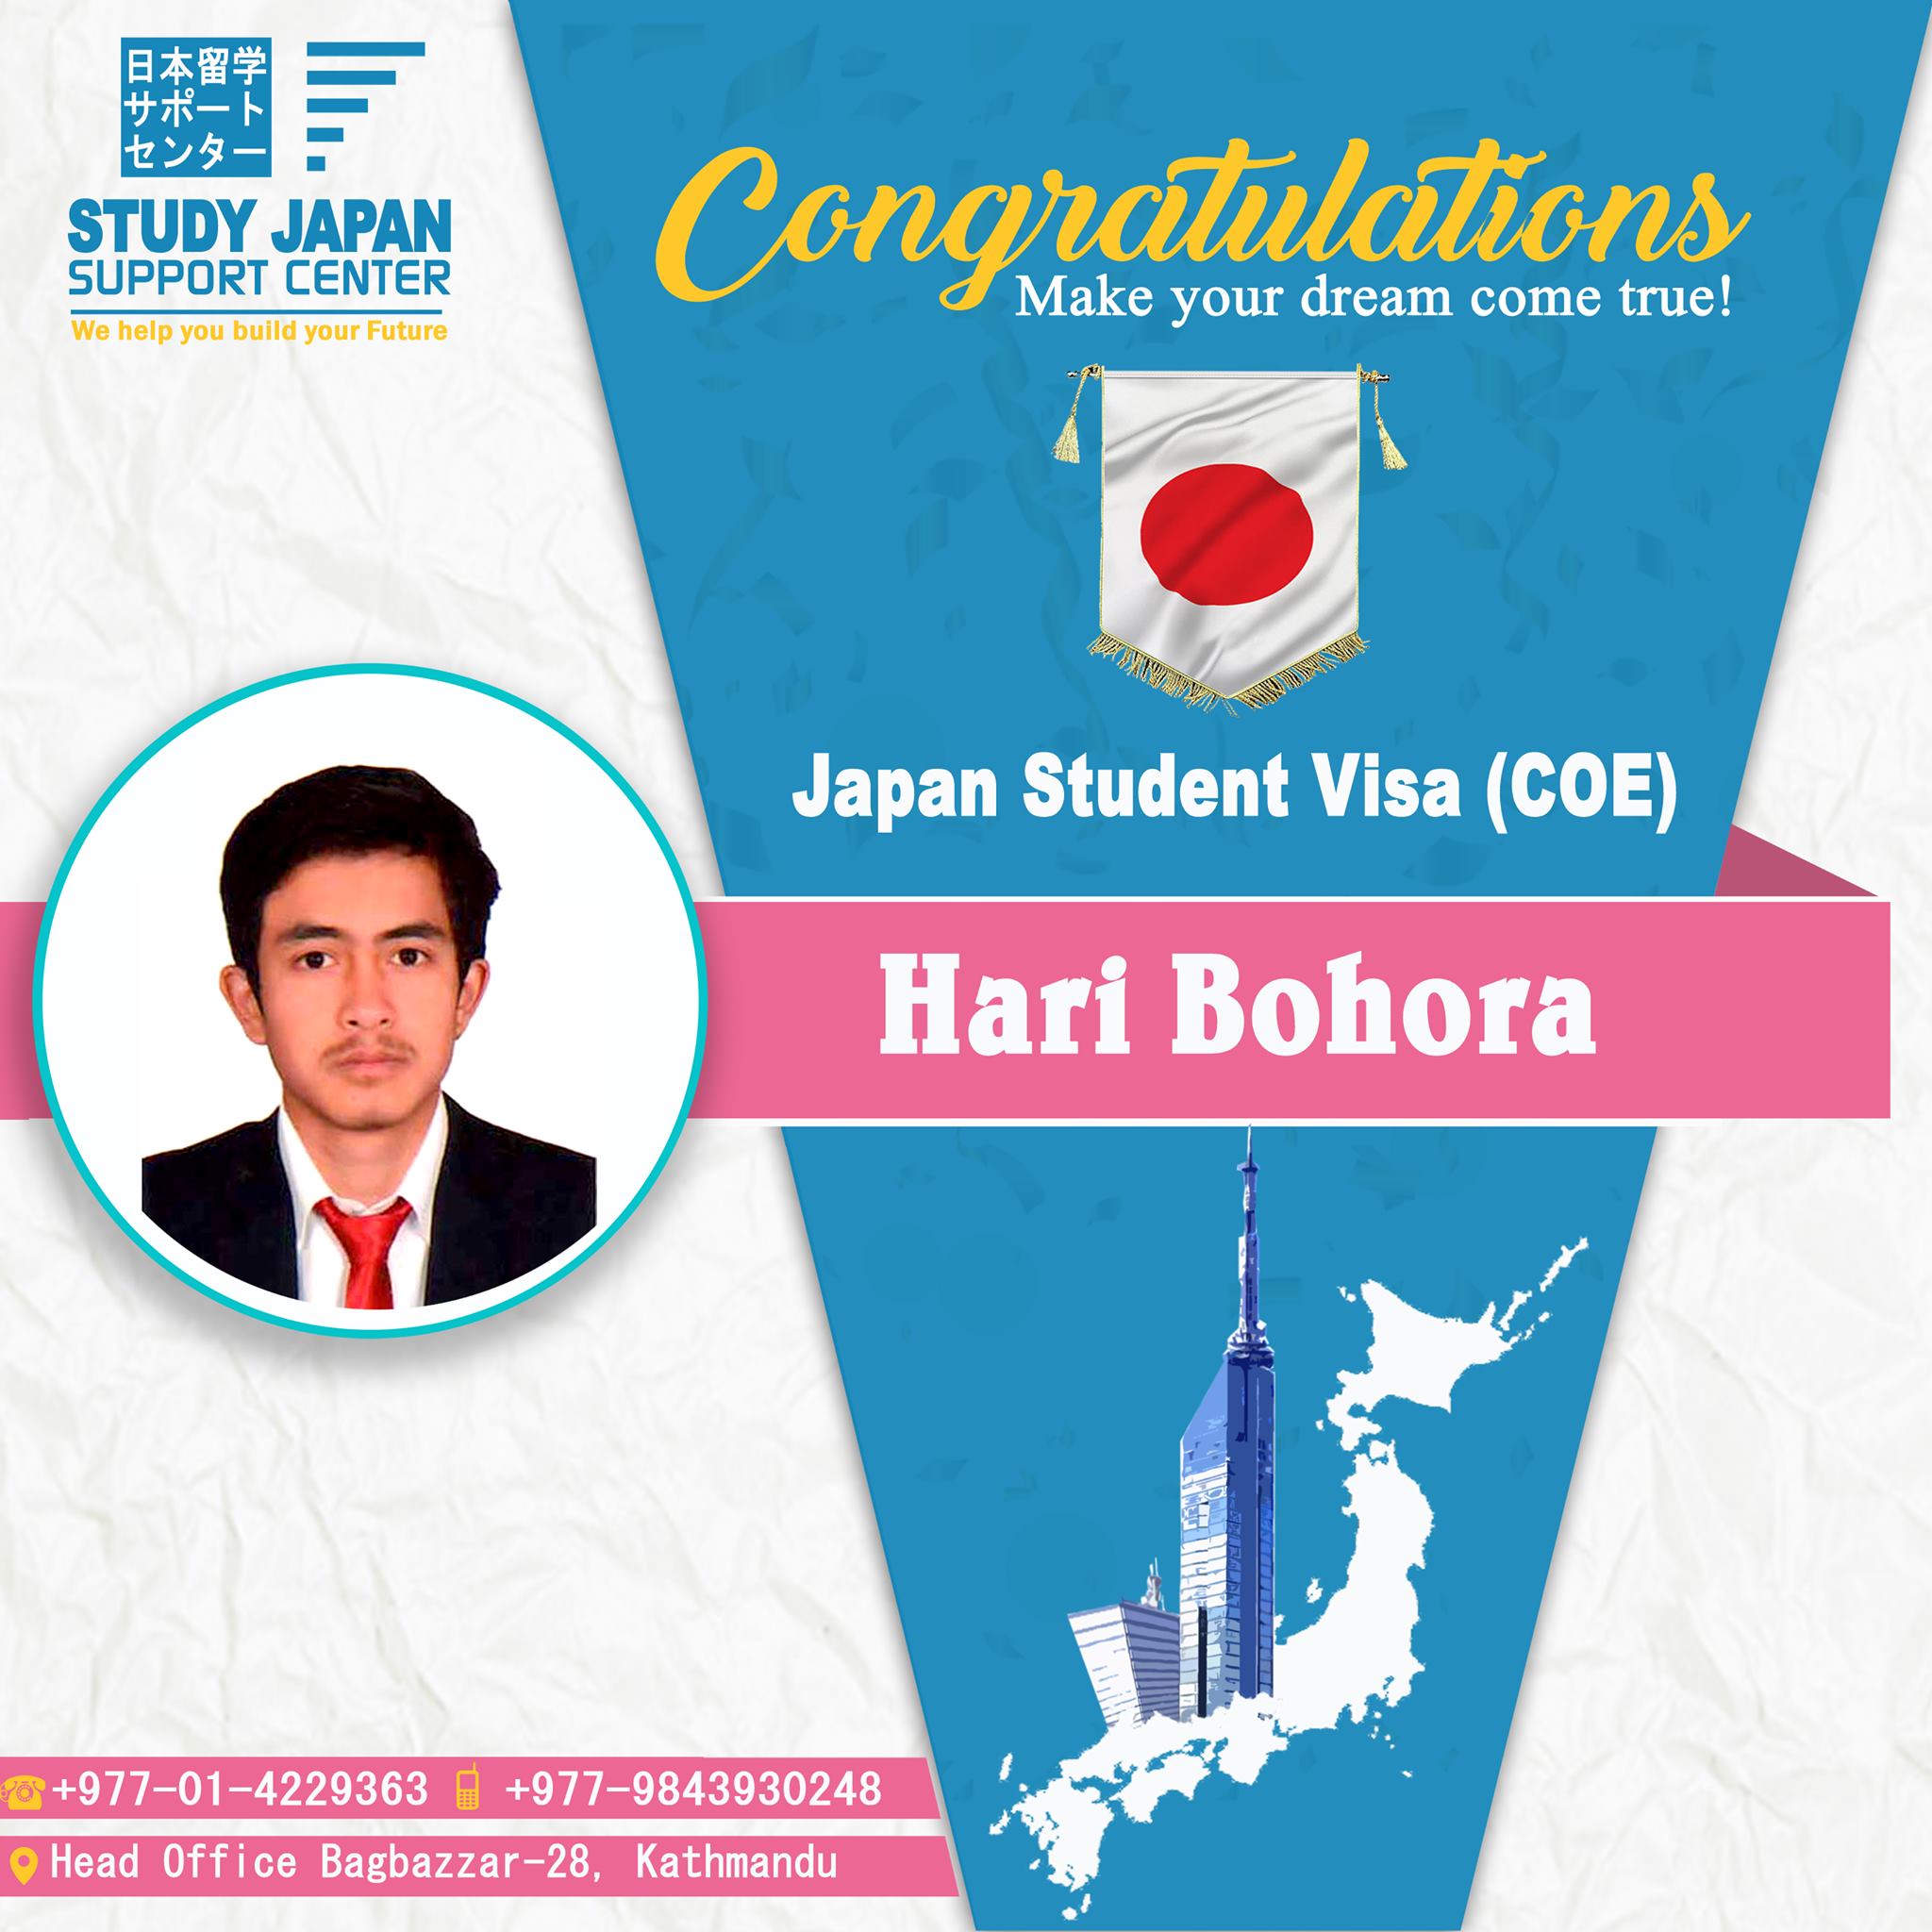 日本留学
サポート
センター
STUDY JAPAN
SUPPORT CENTER
We help you build your Future
Congratulations
Make your dream come true!
Japan Student Visa (COE)
Hari Bohora
+977-01-4229363 +977-9843930248
Head Office Bagbazzar-28, Kathmandu